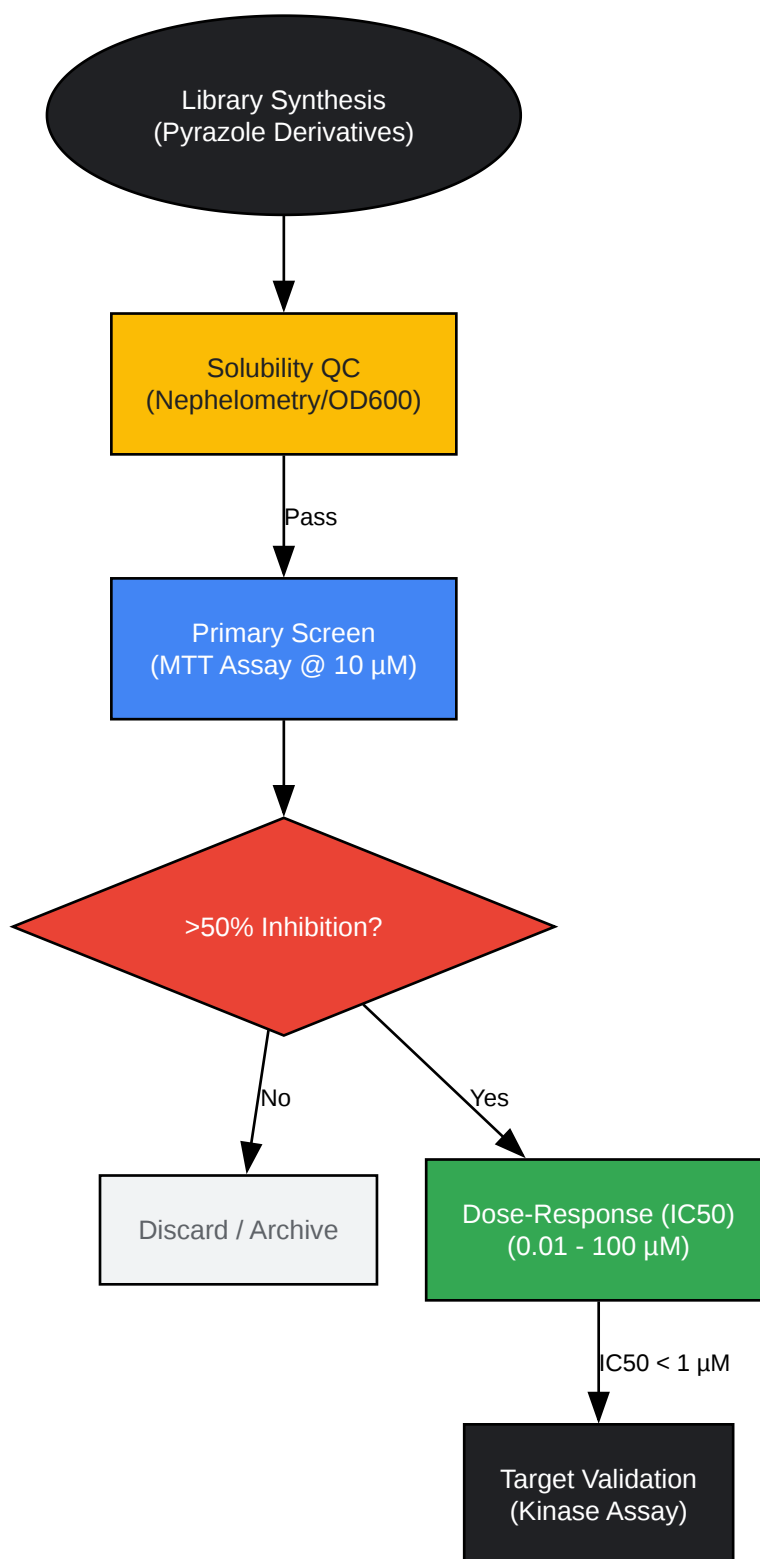 Library Synthesis
(Pyrazole Derivatives)
Solubility QC
(Nephelometry/OD600)
Pass
Primary Screen
(MTT Assay @ 10 µM)
>50% Inhibition?
No
Yes
Discard / Archive
Dose-Response (IC50)
(0.01 - 100 µM)
IC50 < 1 µM
Target Validation
(Kinase Assay)